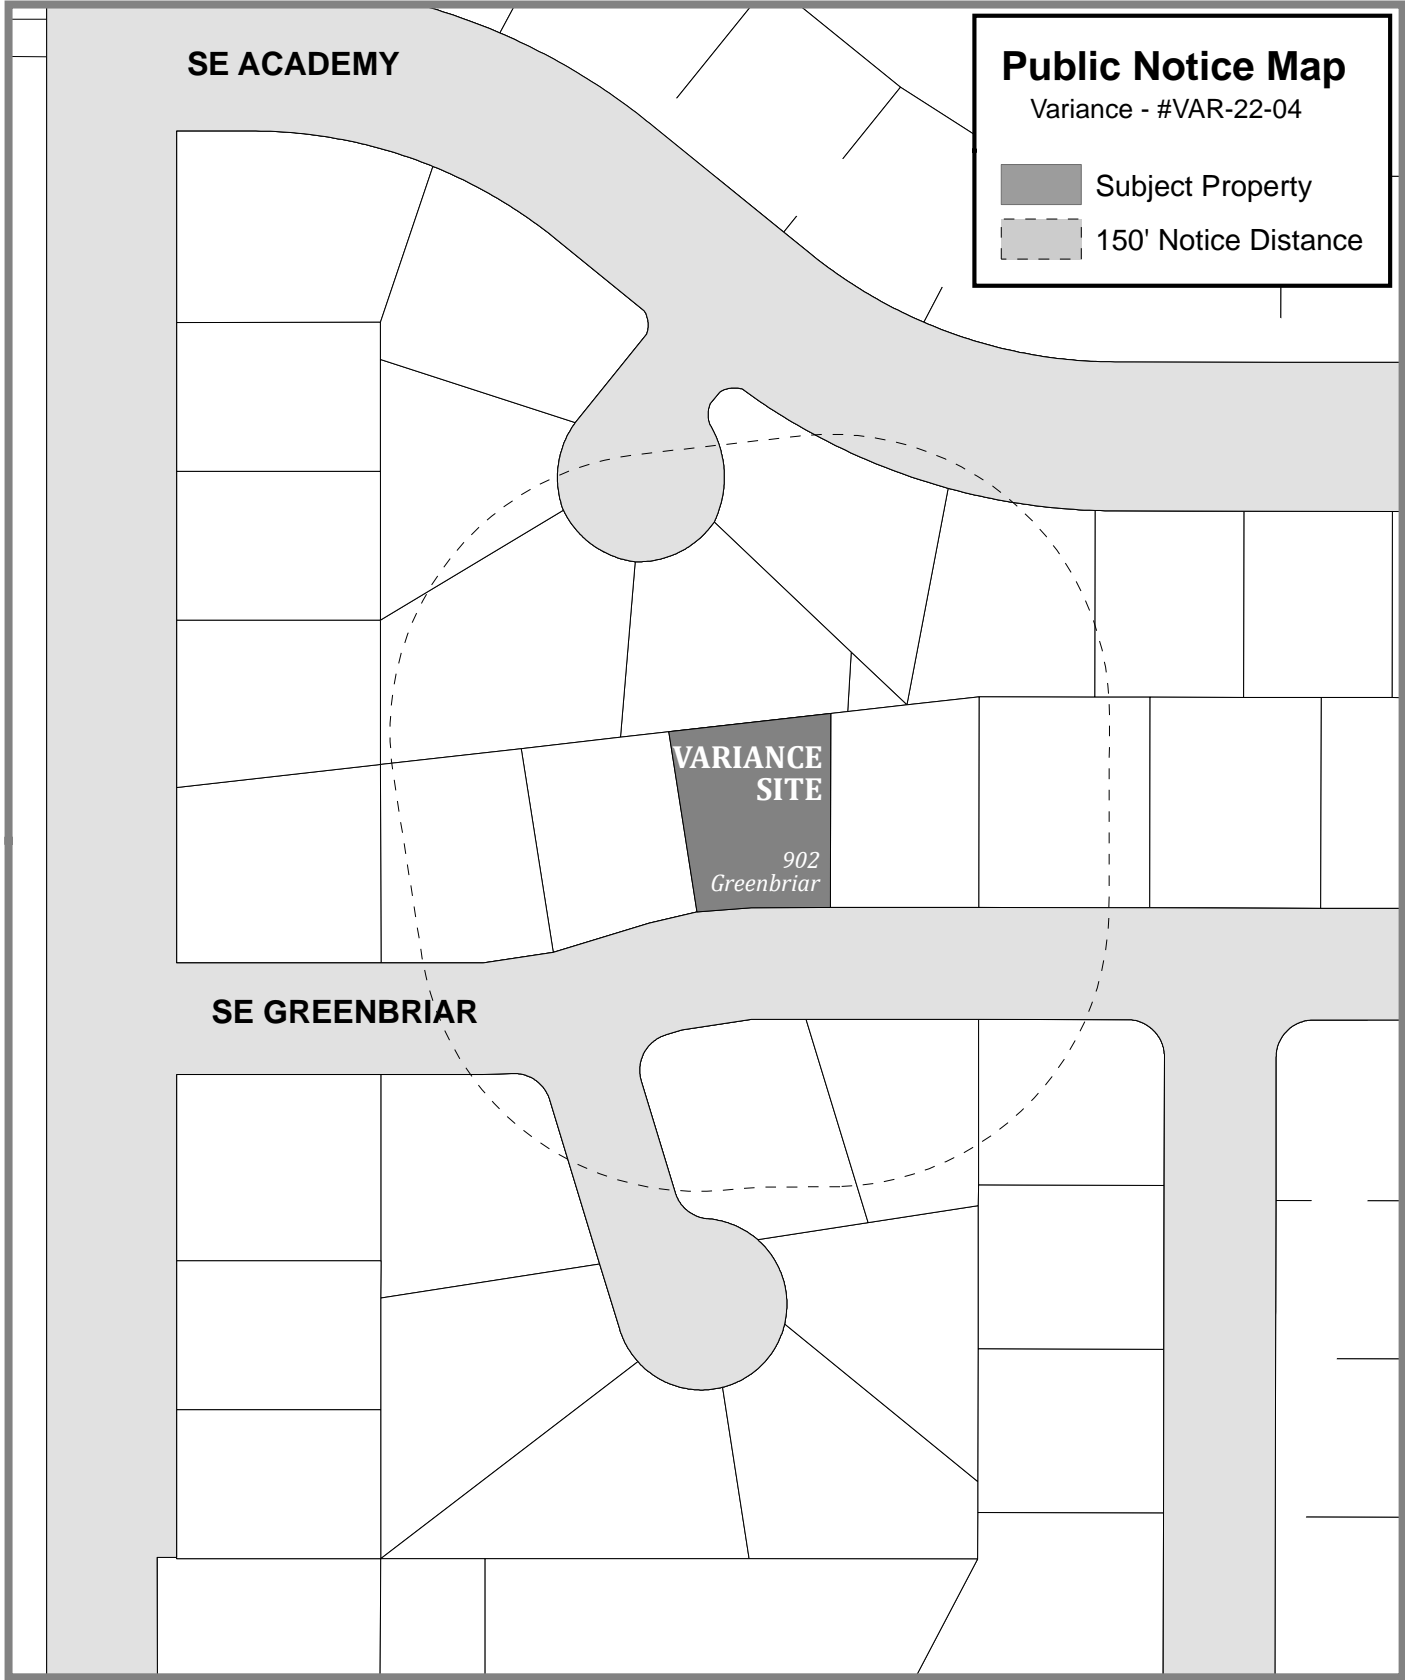 SE ACADEMY
Public Notice Map
Variance - #VAR-22-04
Subject Property
150' Notice Distance
VARIANCE
SITE
902
Greenbriar
SE GREENBRIAR